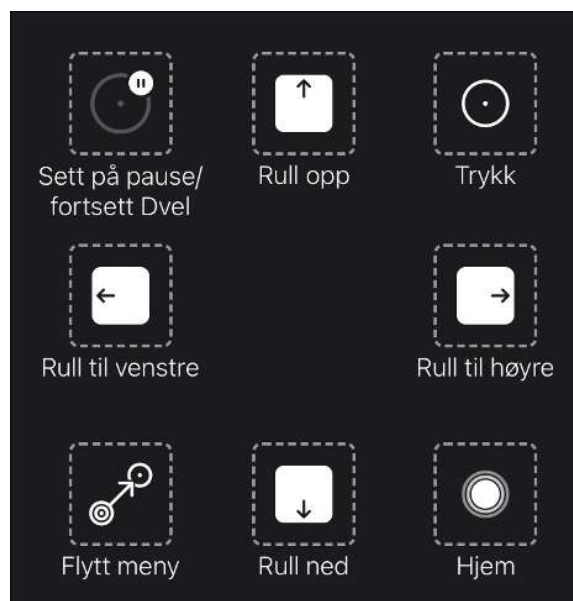 Sett på pause/
fortsett Dvel
Rull opp
Trykk
Rull til venstre
Rull til høyre
Flytt meny
Rull ned
Hjem